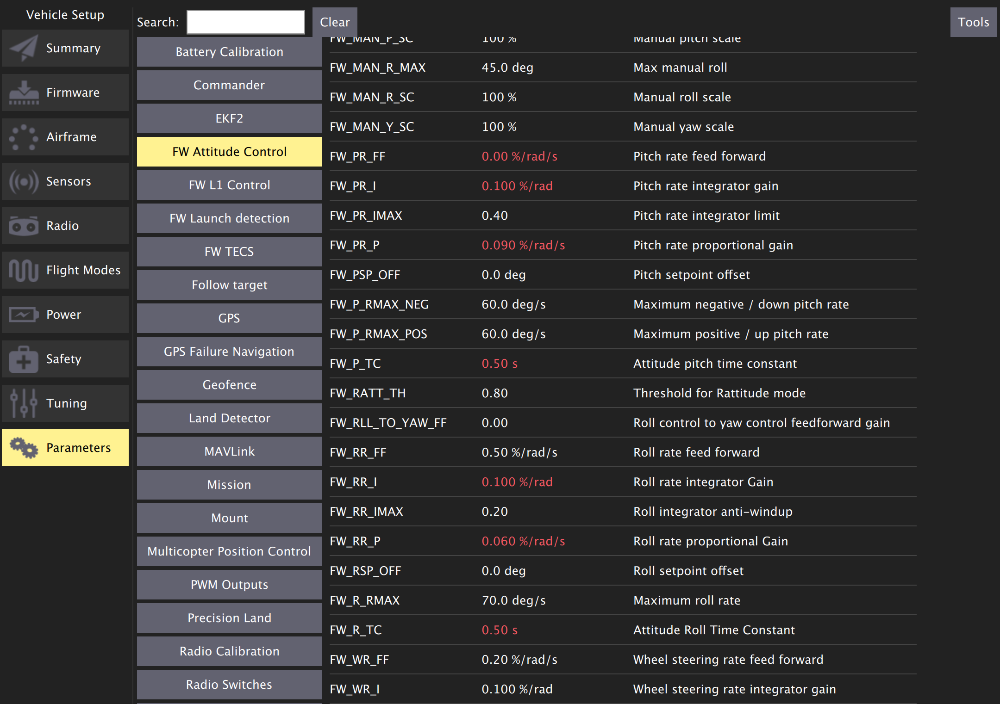 Vehicle Setup
Summary
Firmware
Airframe
Sensors
Radio
Flight Modes
Power
Safety
Tuning
Parameters
Search:
Clear
Tools
Battery Calibration
Commander
EKF2
FW Attitude Control
FW L1 Control
FW Launch detection
FW TECS
Follow target
GPS
GPS Failure Navigation
Geofence
Land Detector
MAVLink
Mission
Mount
Multicopter Position Control
PWM Outputs
Precision Land
Radio Calibration
Radio Switches
FW_MAN_P_SC 100 % Manual pitch scale
FW_MAN_R_MAX 45.0 deg Max manual roll
FW_MAN_R_SC 100 % Manual roll scale
FW_MAN_Y_SC 100 % Manual yaw scale
FW_PR_FF 0.00 %/rad/s Pitch rate feed forward
FW_PR_I 0.100 %/rad Pitch rate integrator gain
FW_PR_IMAX 0.40 Pitch rate integrator limit
FW_PR_P 0.090 %/rad/s Pitch rate proportional gain
FW_PSP_OFF 0.0 deg Pitch setpoint offset
FW_P_RMAX_NEG 60.0 deg/s Maximum negative / down pitch rate
FW_P_RMAX_POS 60.0 deg/s Maximum positive / up pitch rate
FW_P_TC 0.50 s Attitude pitch time constant
FW_RATT_TH 0.80 Threshold for Rattitude mode
FW_RLL_TO_YAW_FF 0.00 Roll control to yaw control feedforward gain
FW_RR_FF 0.50 %/rad/s Roll rate feed forward
FW_RR_I 0.100 %/rad Roll rate integrator Gain
FW_RR_IMAX 0.20 Roll integrator anti-windup
FW_RR_P 0.060 %/rad/s Roll rate proportional Gain
FW_RSP_OFF 0.0 deg Roll setpoint offset
FW_R_RMAX 70.0 deg/s Maximum roll rate
FW_R_TC 0.50 s Attitude Roll Time Constant
FW_WR_FF 0.20 %/rad/s Wheel steering rate feed forward
FW_WR_I 0.100 %/rad Wheel steering rate integrator gain